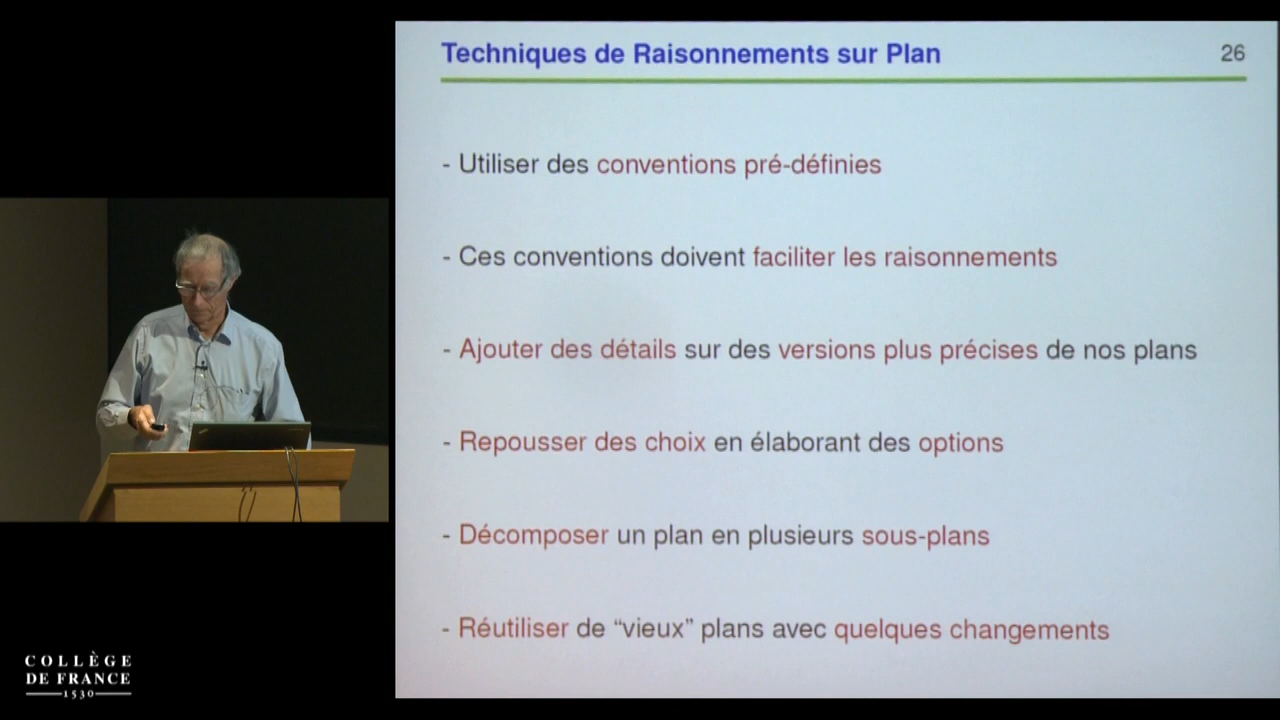 Techniques de Raisonnements sur Plan
26
- Utiliser des conventions pré-définies
- Ces conventions doivent faciliter les raisonnements
- Ajouter des détails sur des versions plus précises de nos plans
- Repousser des choix en élaborant des options
- Décomposer un plan en plusieurs sous-plans
- Réutiliser de “vieux” plans avec quelques changements
COLLÈGE
DE FRANCE
1530